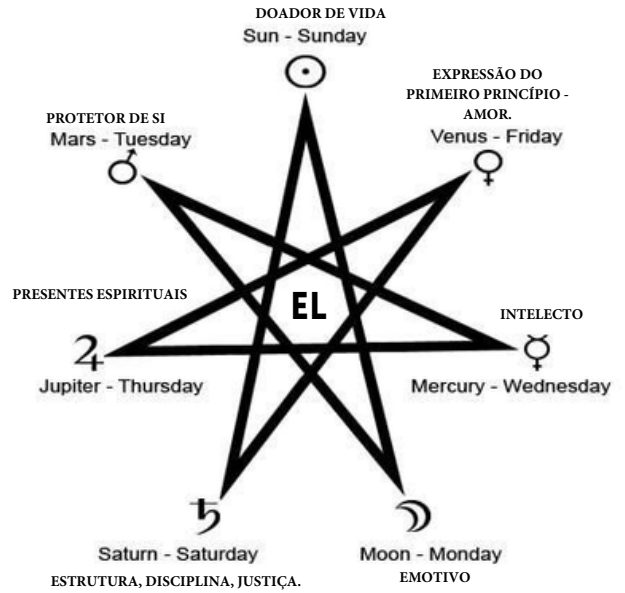 DOADOR DE VIDA
Sun - Sunday
EXPRESSÃO DO
PRIMEIRO PRINCÍPIO -
AMOR.
Venus - Friday
PROTETOR DE SI
Mars - Tuesday
PRESENTES ESPIRITUAIS
EL
INTELECTO
Jupiter - Thursday
Mercury - Wednesday
Saturn - Saturday
ESTRUTURA, DISCIPLINA, JUSTIÇA.
Moon - Monday
EMOTIVO